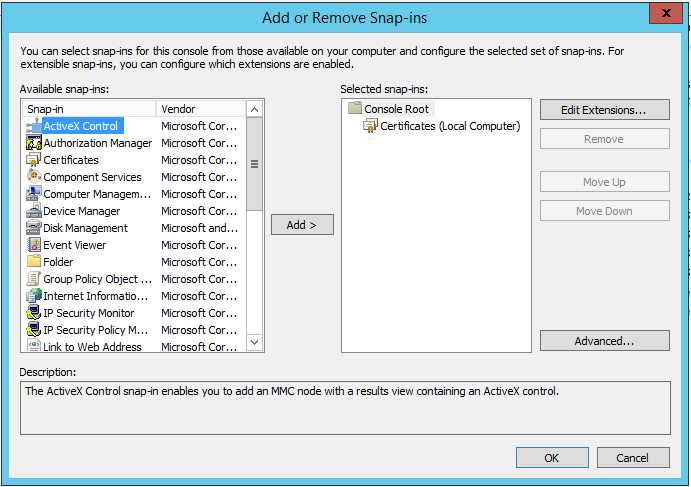 Add or Remove Snap-ins
x
You can select snap-ins for this console from those available on your computer and configure the selected set of snap-ins. For
extensible snap-ins, you can configure which extensions are enabled.
Available snap-ins:
Snap-in Vendor
ActiveX Control Microsoft Cor...
Authorization Manager Microsoft Cor...
Certificates Microsoft Cor...
Component Services Microsoft Cor...
Computer Managem... Microsoft Cor...
Device Manager Microsoft Cor...
Disk Management Microsoft and...
Event Viewer Microsoft Cor...
Folder Microsoft Cor...
Group Policy Object ... Microsoft Cor...
Internet Informatio... Microsoft Cor...
IP Security Monitor Microsoft Cor...
IP Security Policy M... Microsoft Cor...
Link to Web Address Microsoft Cor...
Add >
Selected snap-ins:
Console Root
Certificates (Local Computer)
Edit Extensions...
Remove
Move Up
Move Down
Advanced...
Description:
The ActiveX Control snap-in enables you to add an MMC node with a results view containing an ActiveX control.
OK
Cancel